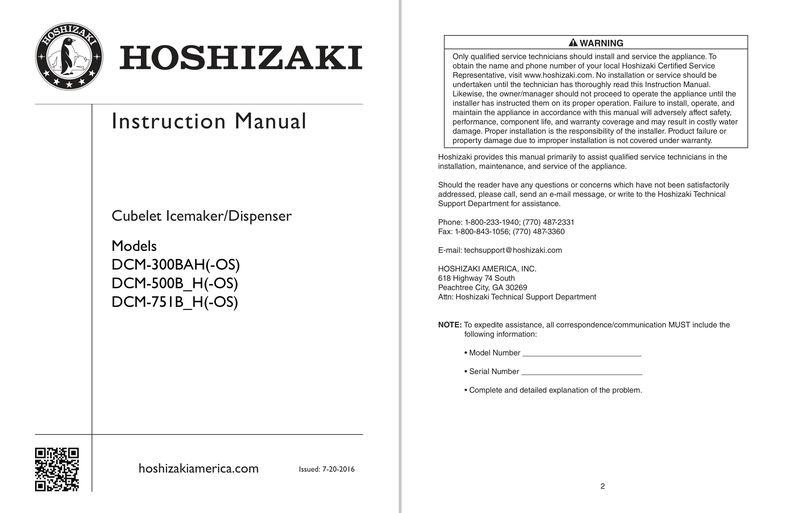 HOSHIZAKI
HOSHIZAKI
Instruction Manual
Cubelet Icemaker/Dispenser
Models
DCM-300BAH(-OS)
DCM-500B_H(-OS)
DCM-751B_H(-OS)
hoshizakiamerica.com
Issued: 7-20-2016
WARNING
Only qualified service technicians should install and service the appliance. To
obtain the name and phone number of your local Hoshizaki Certified Service
Representative, visit www.hoshizaki.com. No installation or service should be
undertaken until the technician has thoroughly read this Instruction Manual.
Likewise, the owner/manager should not proceed to operate the appliance until the
installer has instructed them on its proper operation. Failure to install, operate, and
maintain the appliance in accordance with this manual will adversely affect safety,
performance, component life, and warranty coverage and may result in costly water
damage. Proper installation is the responsibility of the installer. Product failure or
property damage due to improper installation is not covered under warranty.
Hoshizaki provides this manual primarily to assist qualified service technicians in the
installation, maintenance, and service of the appliance.
Should the reader have any questions or concerns which have not been satisfactorily
addressed, please call, send an e-mail message, or write to the Hoshizaki Technical
Support Department for assistance.
Phone: 1-800-233-1940; (770) 487-2331
Fax: 1-800-843-1056; (770) 487-3360
E-mail: techsupport@hoshizaki.com
HOSHIZAKI AMERICA, INC.
618 Highway 74 South
Peachtree City, GA 30269
Attn: Hoshizaki Technical Support Department
NOTE: To expedite assistance, all correspondence/communication MUST include the
following information:
• Model Number ____________________________
• Serial Number ____________________________
• Complete and detailed explanation of the problem.
2